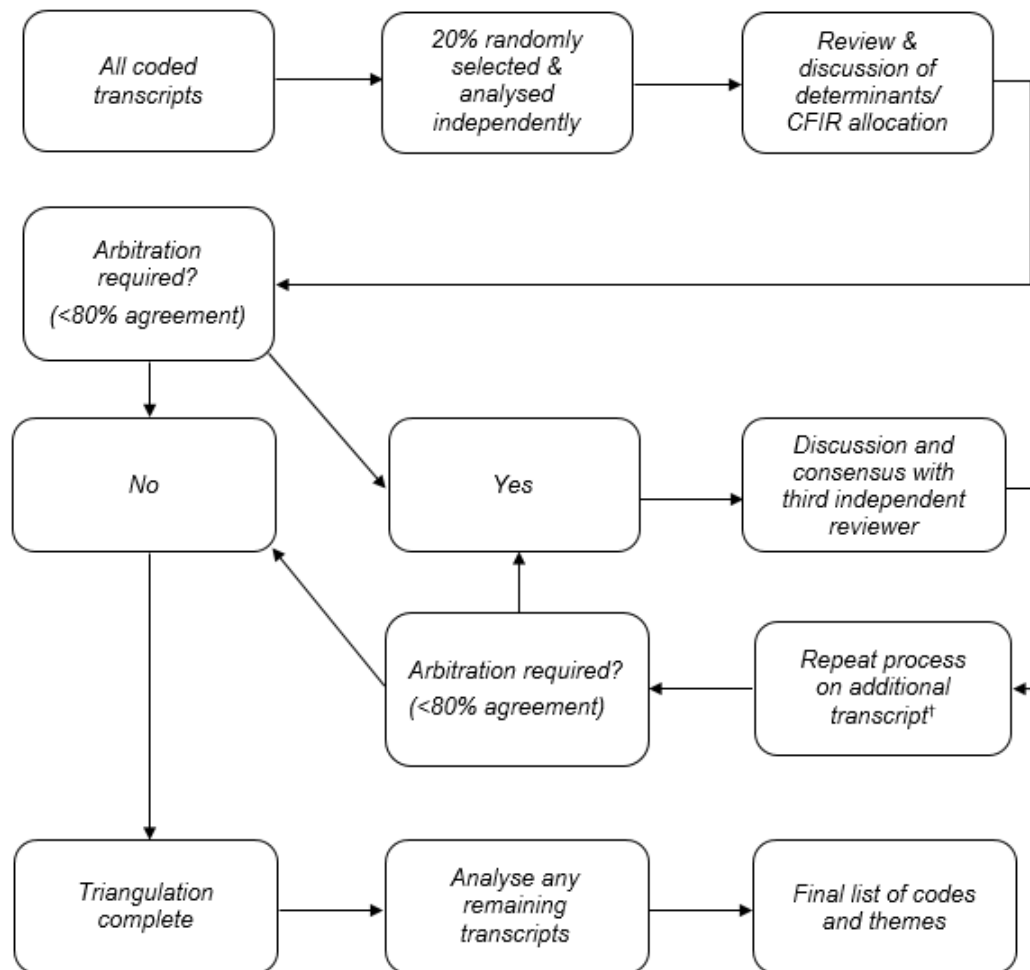 All coded
transcripts
20% randomly
selected &
analysed
independently
Review &
discussion of
determinants/
CFIR allocation
Arbitration
required?
(<80% agreement)
No
Yes
Discussion and
consensus with
third independent
reviewer
Arbitration required?
(<80% agreement)
Repeat process
on additional
transcript†
Triangulation
complete
Analyse any
remaining
transcripts
Final list of codes
and themes